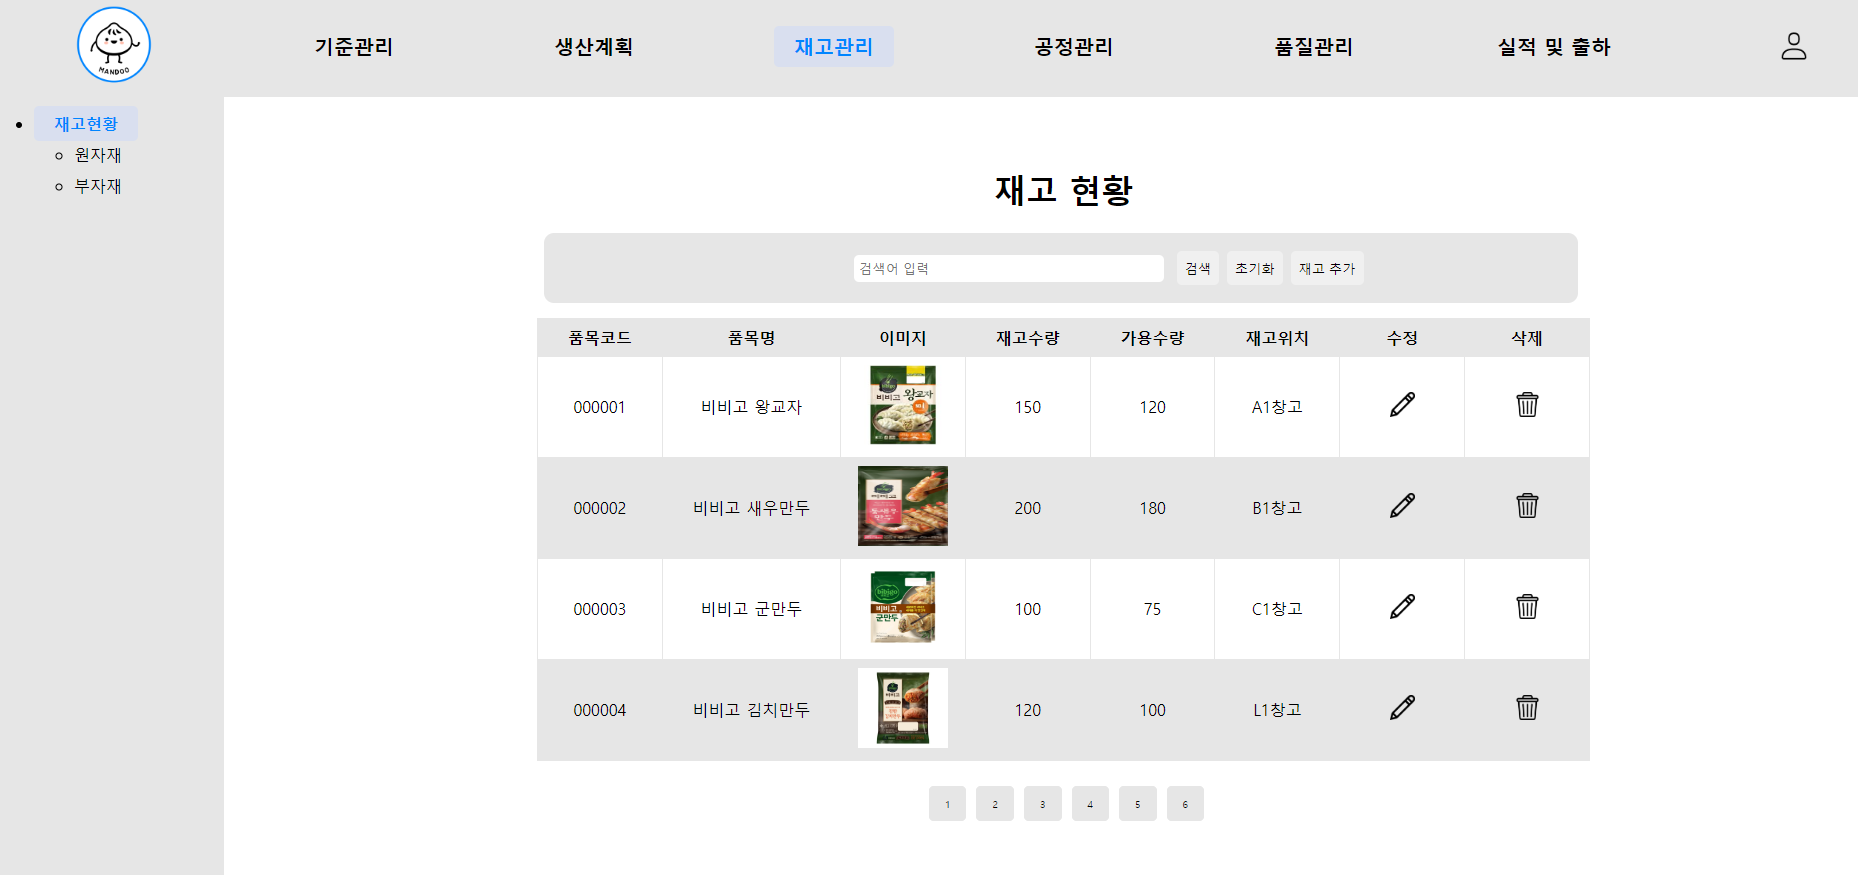 MANDOO
기준관리
생산계획
재고관리
공정관리
품질관리
실적 및 출하
재고현황
원자재
부자재
재고 현황
검색어 입력
검색
초기화
재고 추가
품목코드 품목명 이미지 재고수량 가용수량 재고위치 수정 삭제
000001 비비고 왕교자 150 120 A1창고
bibigo
비비고 왕교자
000002 비비고 새우만두 200 180 B1창고
비비고
000003 비비고 군만두 100 75 C1창고
bibigo
비비고
군만두
000004 비비고 김치만두 120 100 L1창고
비비고
1 2 3 4 5 6